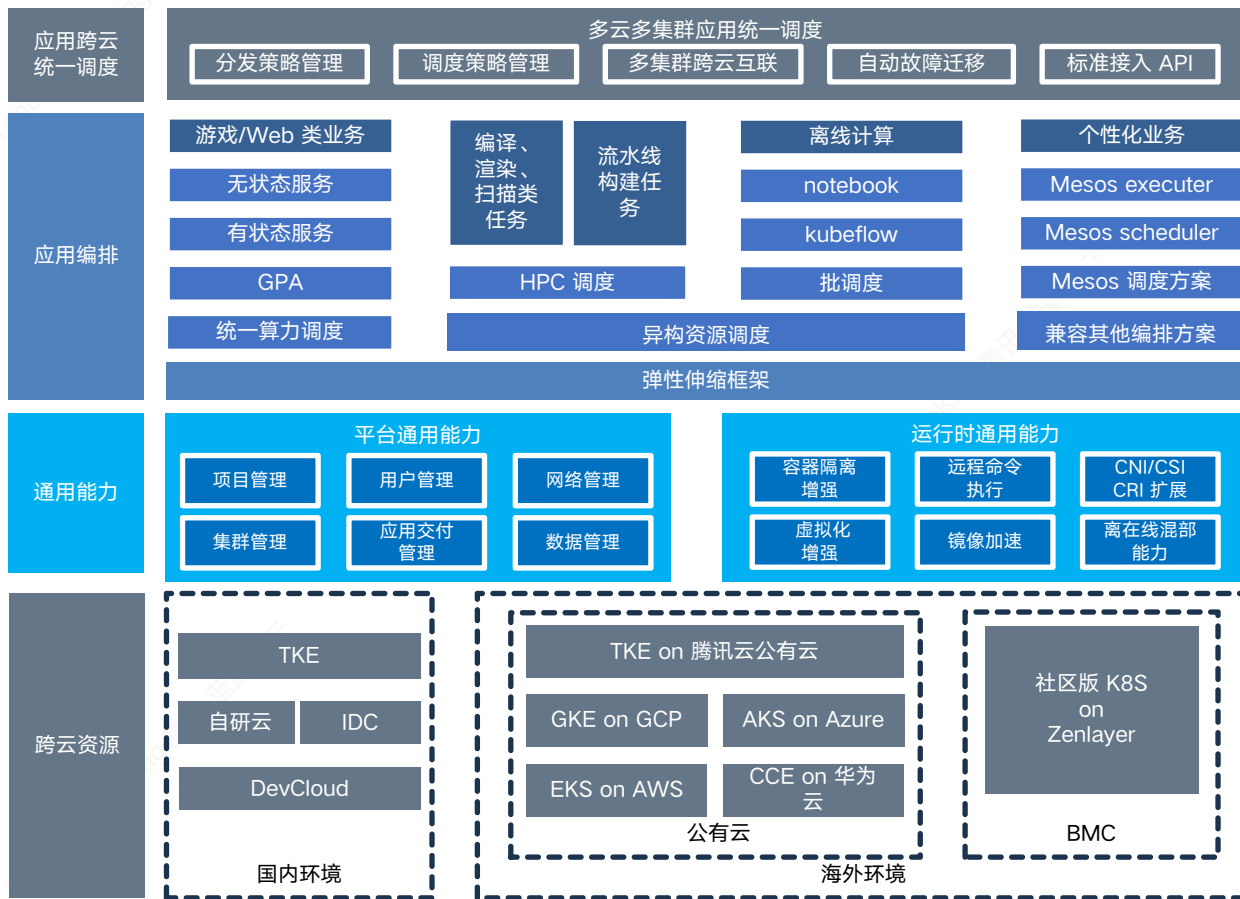 应用跨云
统一调度
多云多集群应用统一调度
分发策略管理
调度策略管理
多集群跨云互联
自动故障迁移
标准接入 API
应用编排
游戏/Web 类业务
无状态服务
有状态服务
GPA
统一算力调度
编译、
渲染、
扫描类
任务
流水线
构建任
务
HPC 调度
离线计算
notebook
kubeflow
批调度
异构资源调度
个性化业务
Mesos executer
Mesos scheduler
Mesos 调度方案
兼容其他编排方案
弹性伸缩框架
通用能力
平台通用能力
项目管理
用户管理
网络管理
集群管理
应用交付
管理
数据管理
运行时通用能力
容器隔离
增强
远程命令
执行
CNI/CSI
CRI 扩展
虚拟化
增强
镜像加速
离在线混部
能力
跨云资源
TKE
自研云
IDC
DevCloud
国内环境
TKE on 腾讯云公有云
GKE on GCP
AKS on Azure
EKS on AWS
CCE on 华为
云
公有云
社区版 K8S
on
Zenlayer
BMC
海外环境